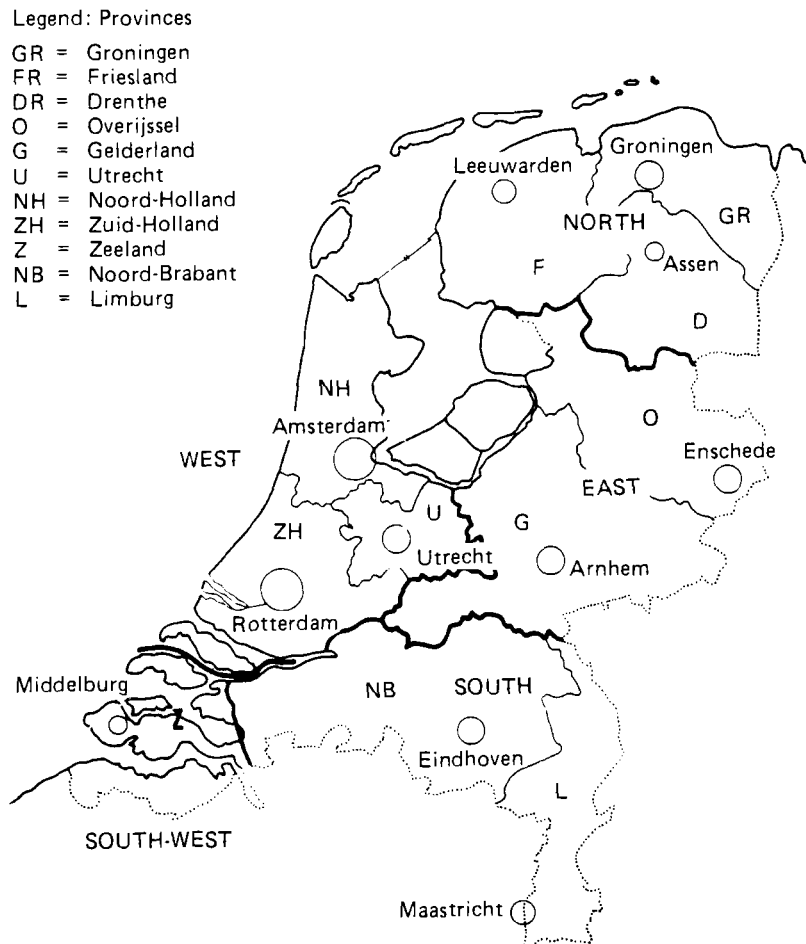 Legend: Provinces
GR = Groningen
FR = Friesland
DR = Drenthe
O = Overijssel
G = Gelderland
U = Utrecht
NH = Noord-Holland
ZH = Zuid-Holland
Z = Zeeland
NB = Noord-Brabant
L = Limburg
Leeuwarden
Groningen
NORTH
GR
F
Assen
D
NH
Amsterdam
WEST
O
Enschede
EAST
U
G
ZH
Utrecht
Arnhem
Rotterdam
Middelburg
NB
SOUTH
Z
Eindhoven
L
SOUTH-WEST
Maastricht